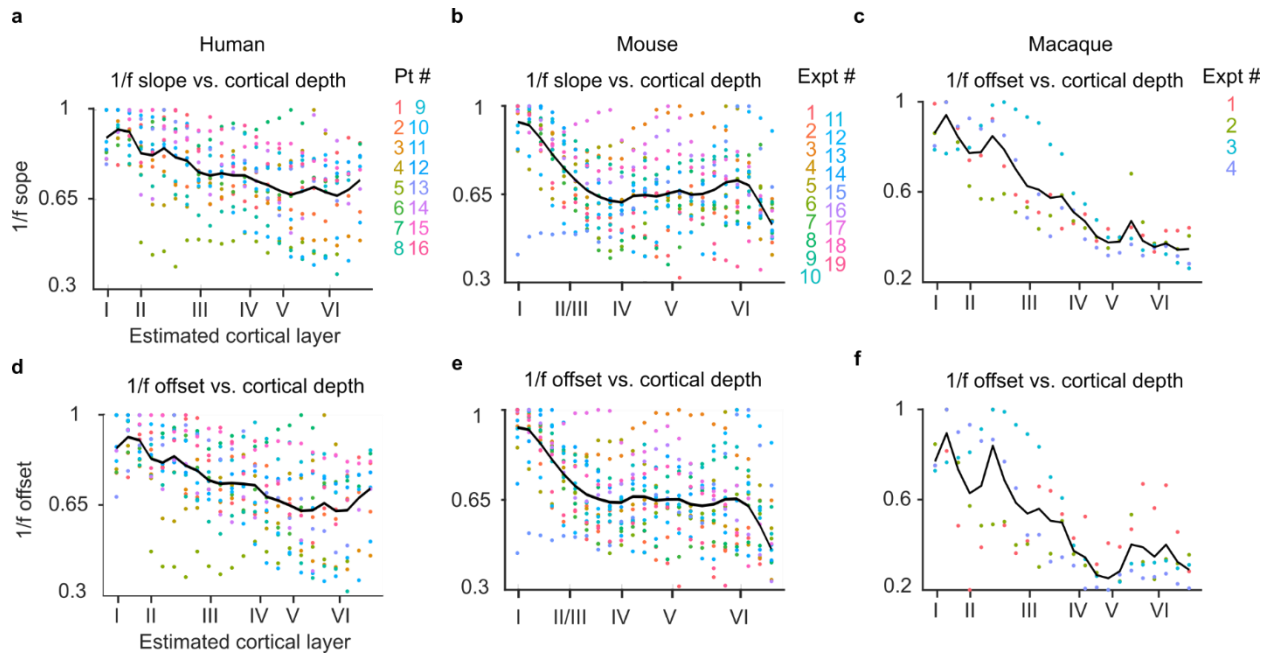 a
Human
1/f slope vs. cortical depth
Pt #
1 9
2 10
3 11
4 12
5 13
6 14
7 15
8 16
1/f sope
1
0.65
0.3
I II III IV V VI
Estimated cortical layer
b
Mouse
1/f slope vs. cortical depth
Expt #
1 11
2 12
3 13
4 14
5 15
6 16
7 17
8 18
9 19
10
1
0.65
0.3
I II/III IV V VI
c
Macaque
1/f offset vs. cortical depth
Expt #
1
2
3
4
1
0.6
0.2
I II III IV V VI
d
1/f offset vs. cortical depth
1/f offset
1
0.65
0.3
I II III IV V VI
Estimated cortical layer
e
1/f offset vs. cortical depth
1
0.65
0.3
I II/III IV V VI
f
1/f offset vs. cortical depth
1
0.6
0.2
I II III IV V VI